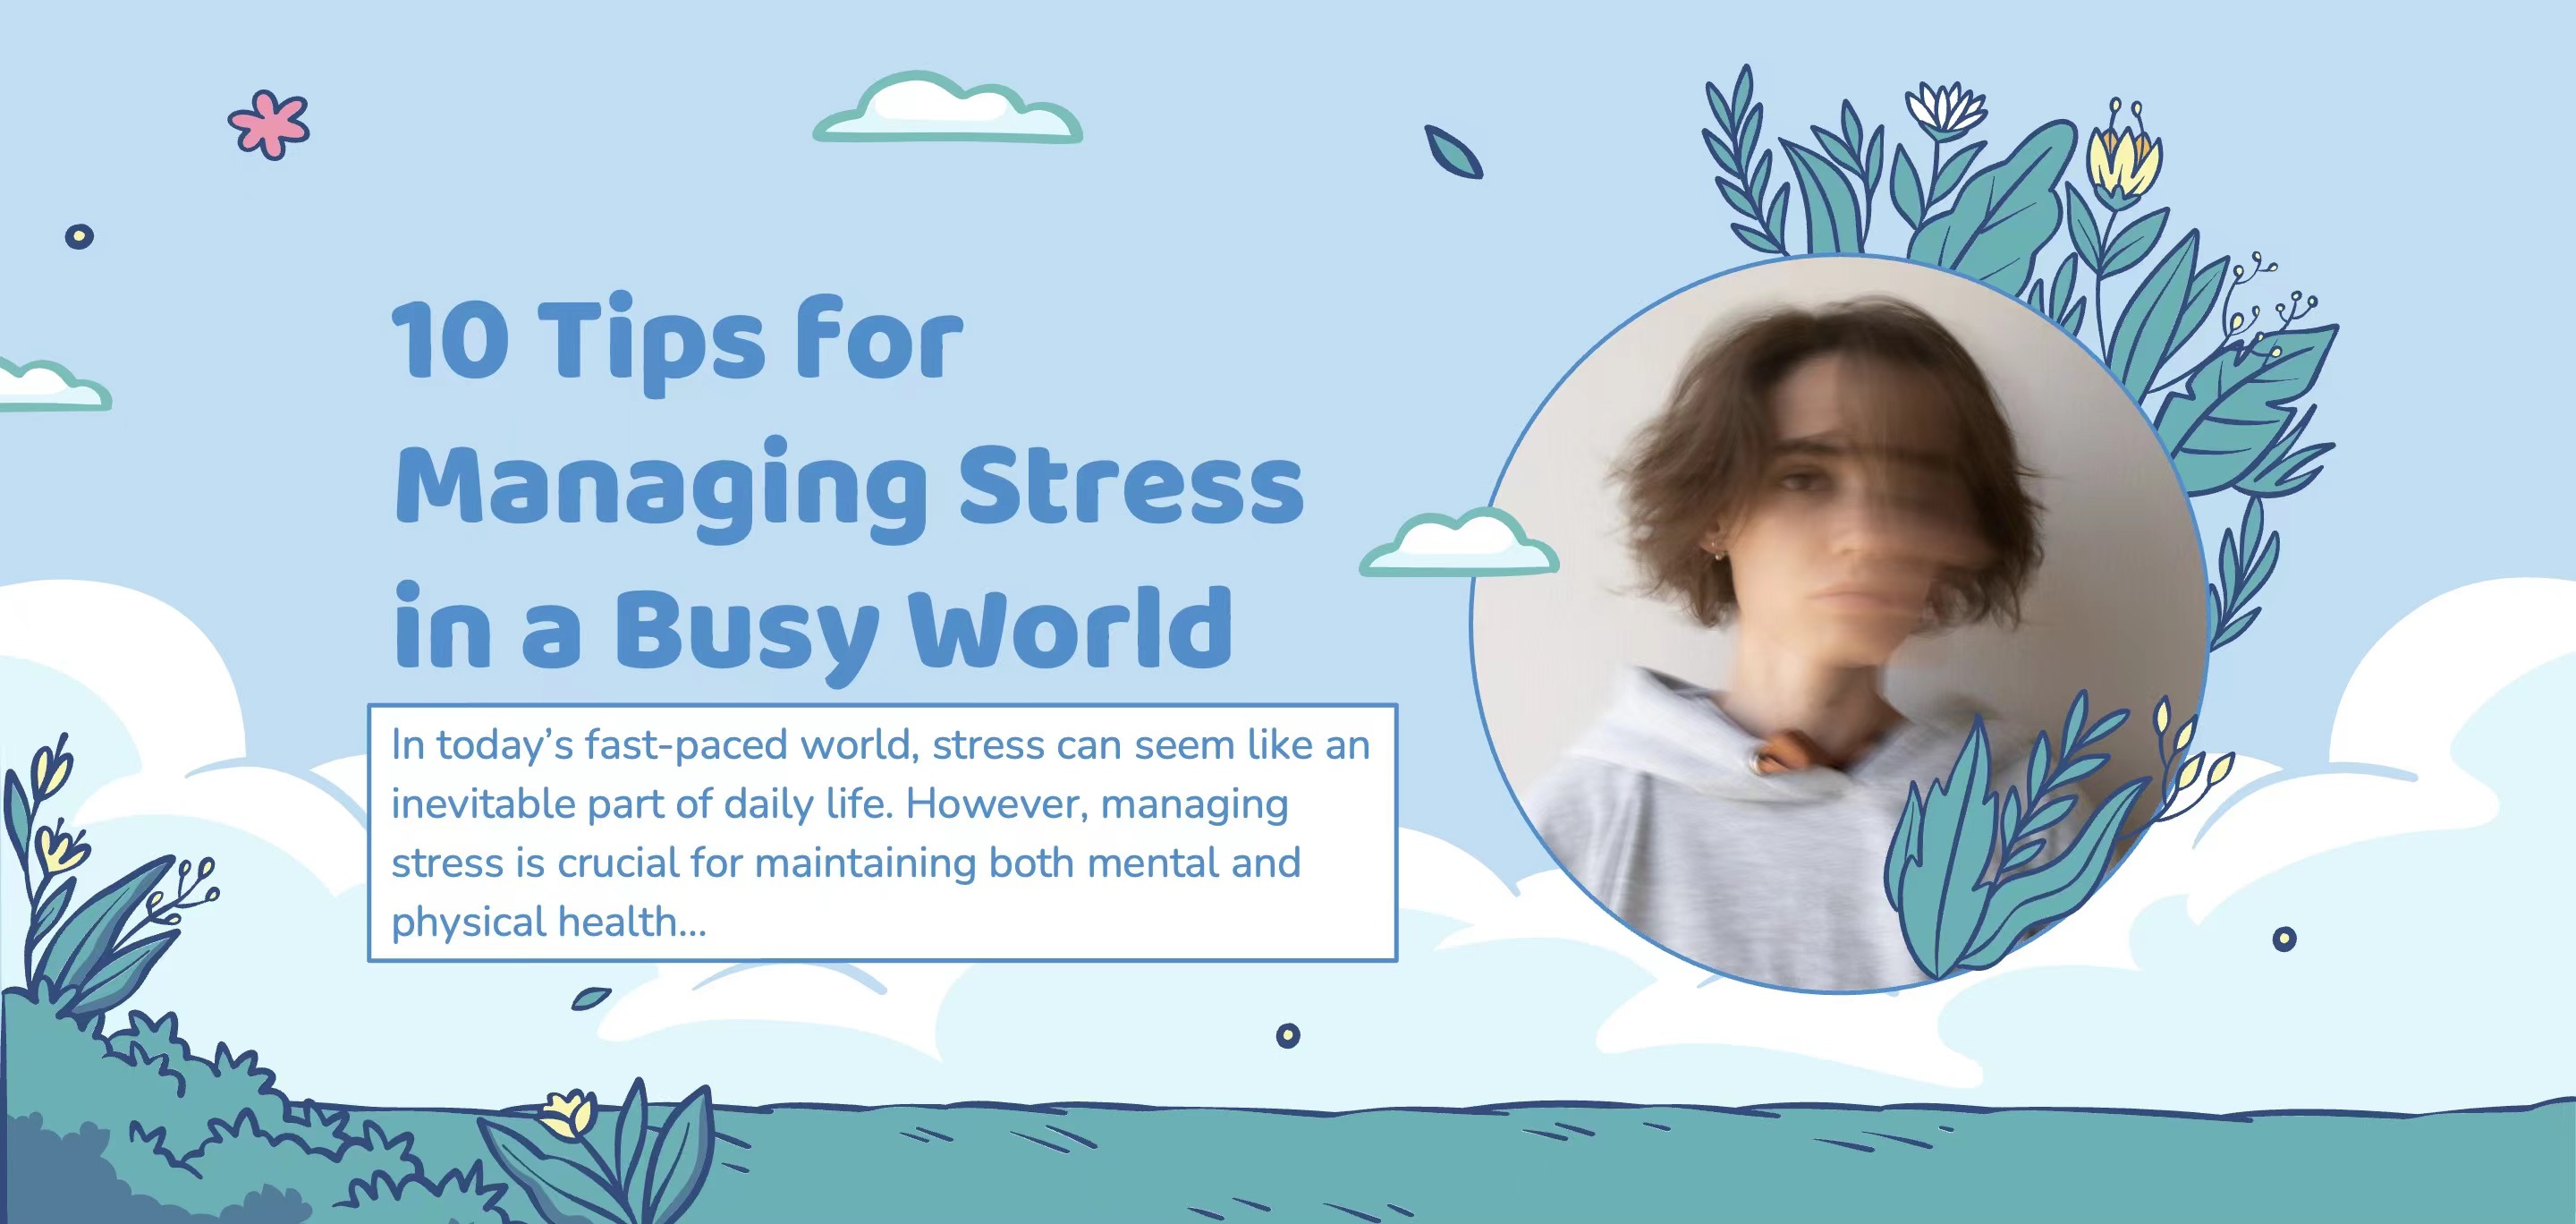 10 Tips for
Managing Stress
in a Busy World
In today’s fast-paced world, stress can seem like an
inevitable part of daily life. However, managing
stress is crucial for maintaining both mental and
physical health...